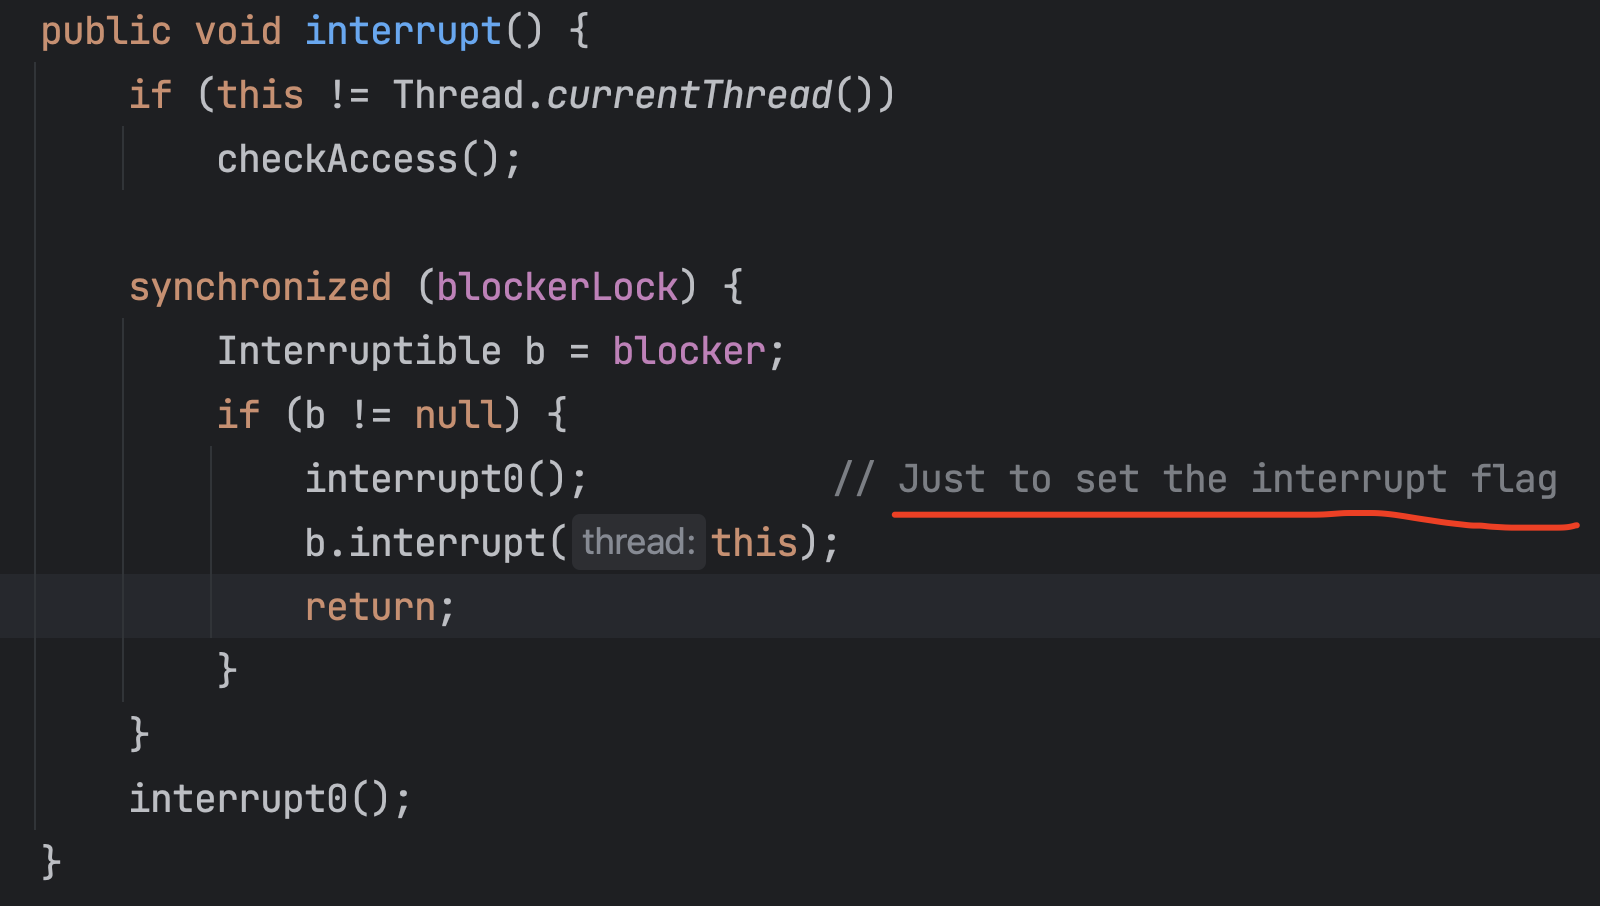 public void interrupt() {
if (this != Thread.currentThread())
checkAccess();
synchronized (blockerLock) {
Interruptible b = blocker;
if (b != null) {
interrupt0();           // Just to set the interrupt flag
b.interrupt( thread: this);
return;
}
}
interrupt0();
}